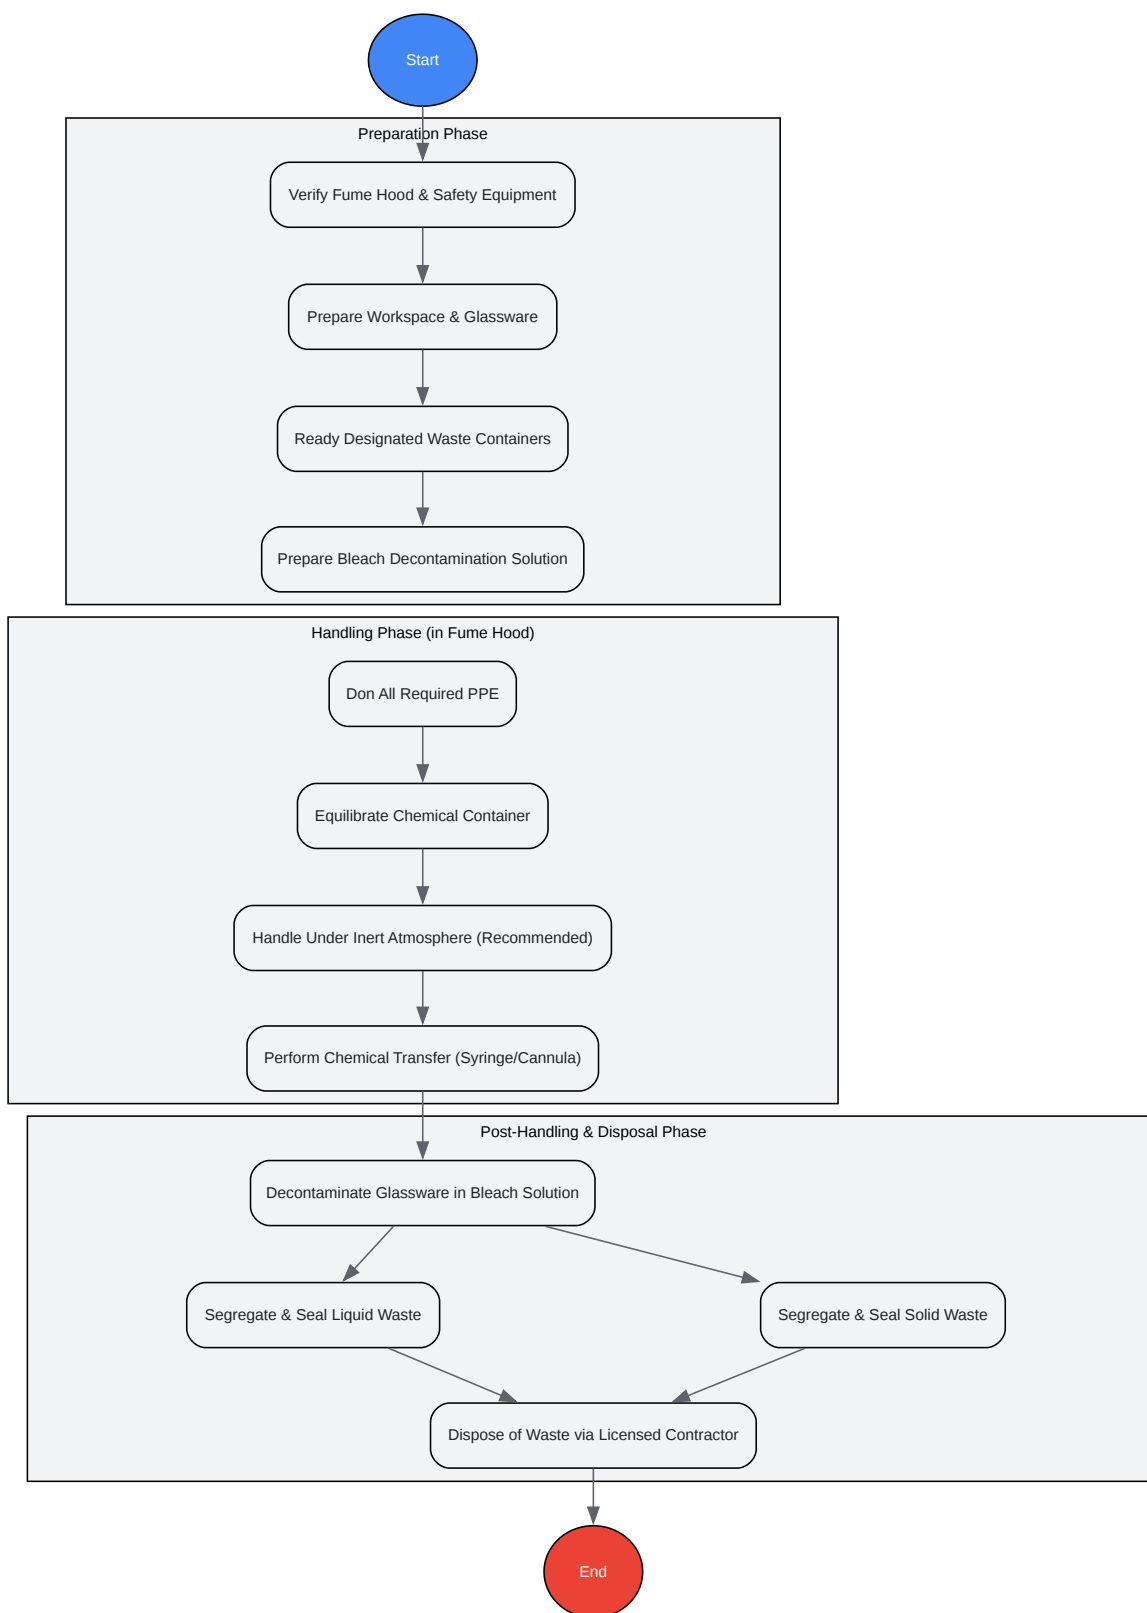 Start
Preparation Phase
Verify Fume Hood & Safety Equipment
Prepare Workspace & Glassware
Ready Designated Waste Containers
Prepare Bleach Decontamination Solution
Handling Phase (in Fume Hood)
Don All Required PPE
Equilibrate Chemical Container
Handle Under Inert Atmosphere (Recommended)
Perform Chemical Transfer (Syringe/Cannula)
Post-Handling & Disposal Phase
Decontaminate Glassware in Bleach Solution
Segregate & Seal Liquid Waste
Segregate & Seal Solid Waste
Dispose of Waste via Licensed Contractor
End